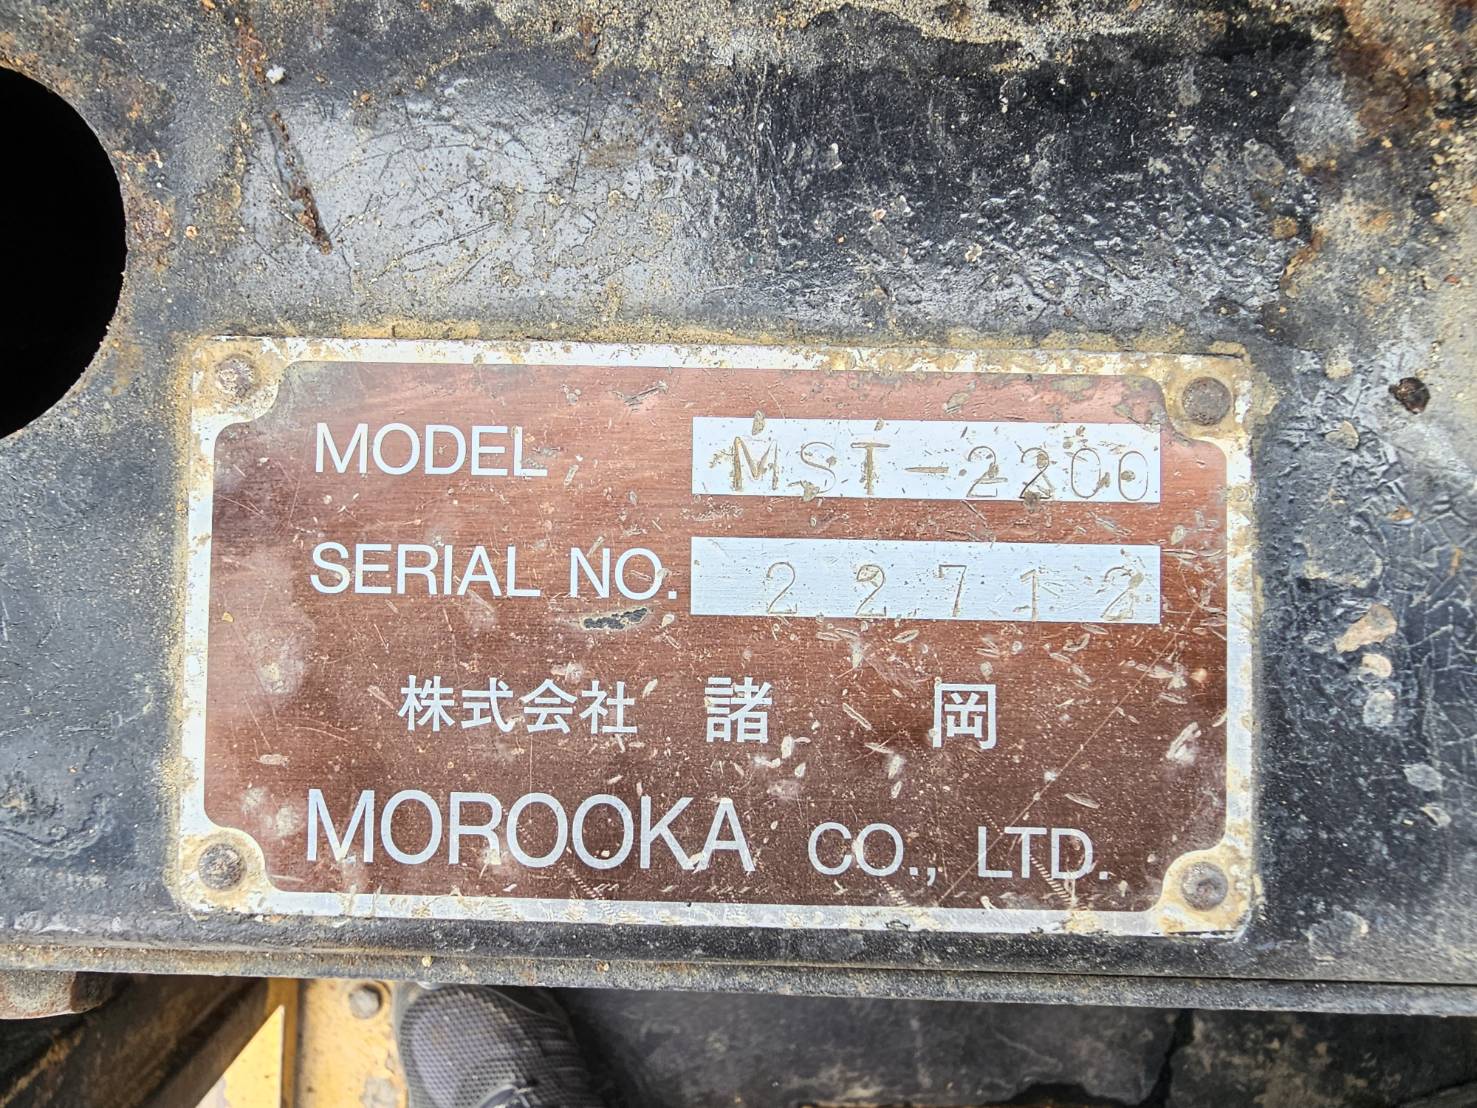 MODEL MST-2200
SERIAL NO. 22712
株式会社 諸 岡
MOROOKA CO., LTD.